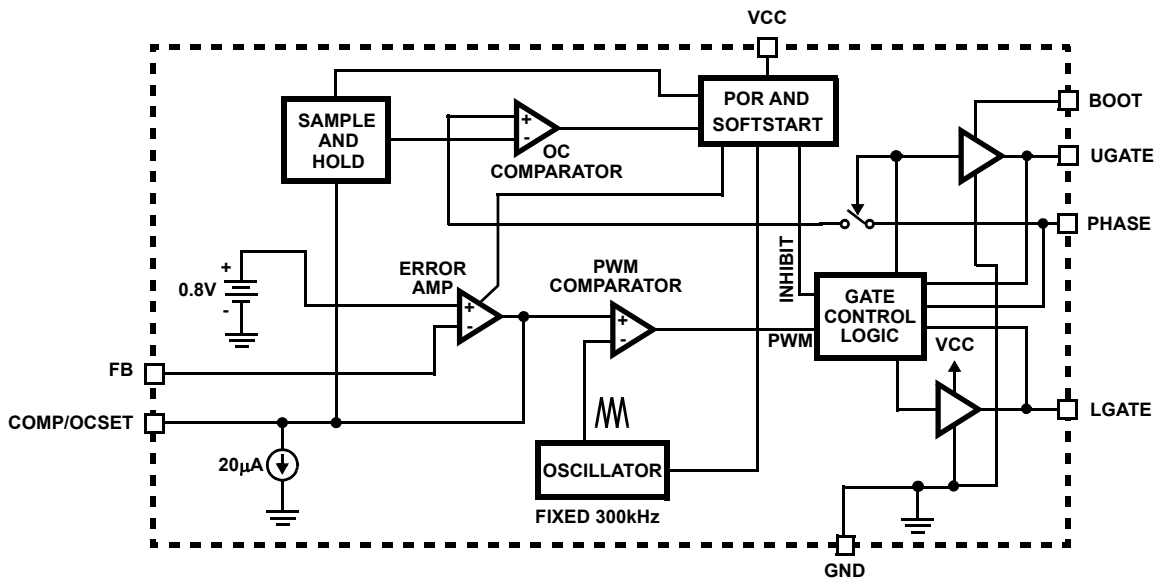 VCC
POR AND
SOFTSTART
BOOT
SAMPLE
AND
HOLD
+
-
OC
COMPARATOR
UGATE
PHASE
INHIBIT
+
0.8V
-
ERROR
AMP
+
-
PWM
COMPARATOR
+
-
GATE
CONTROL
LOGIC
PWM
VCC
FB
COMP/OCSET
LGATE
20μA
OSCILLATOR
FIXED 300kHz
GND